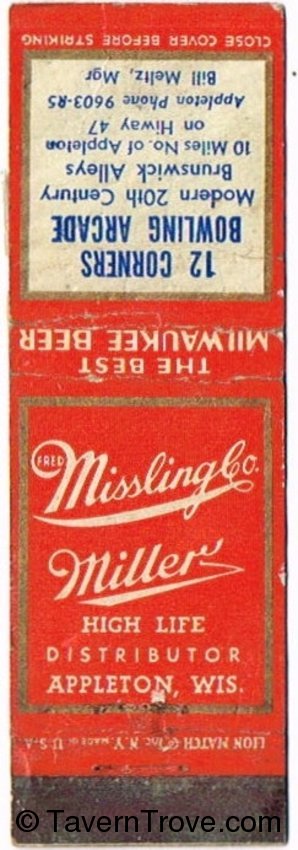 CLOSE COVER BEFORE STRIKING
12 CORNERS
BOWLING ARCADE
Modern 20th Century
Brunswick Alleys
10 Miles No. of Appleton
on Hiway 47
Appleton Phone 9603-R5
Bill Meltz, Mgr
THE BEST
MILWAUKEE BEER
FRED Missling Co.
Miller
HIGH LIFE
DISTRIBUTOR
APPLETON, WIS.
LION MATCH CO. Inc. N.Y. MADE IN U.S.A.
© TavernTrove.com